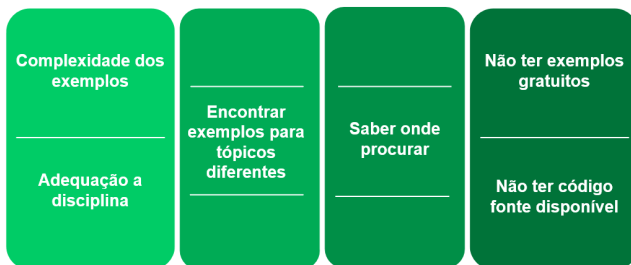 Complexidade dos
exemplos
Adequação a
disciplina
Encontrar
exemplos para
tópicos
diferentes
Saber onde
procurar
Não ter exemplos
gratuitos
Não ter código
fonte disponível